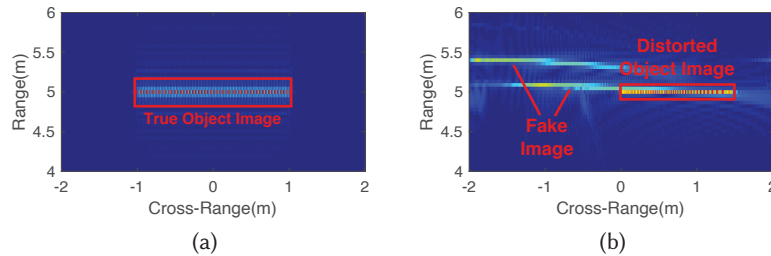 6
5.5
5
4.5
4
Range(m)
True Object Image
-2
-1
0
1
2
Cross-Range(m)
(a)
6
5.5
5
4.5
4
Range(m)
Distorted
Object Image
Fake
Image
-2
-1
0
1
2
Cross-Range(m)
(b)